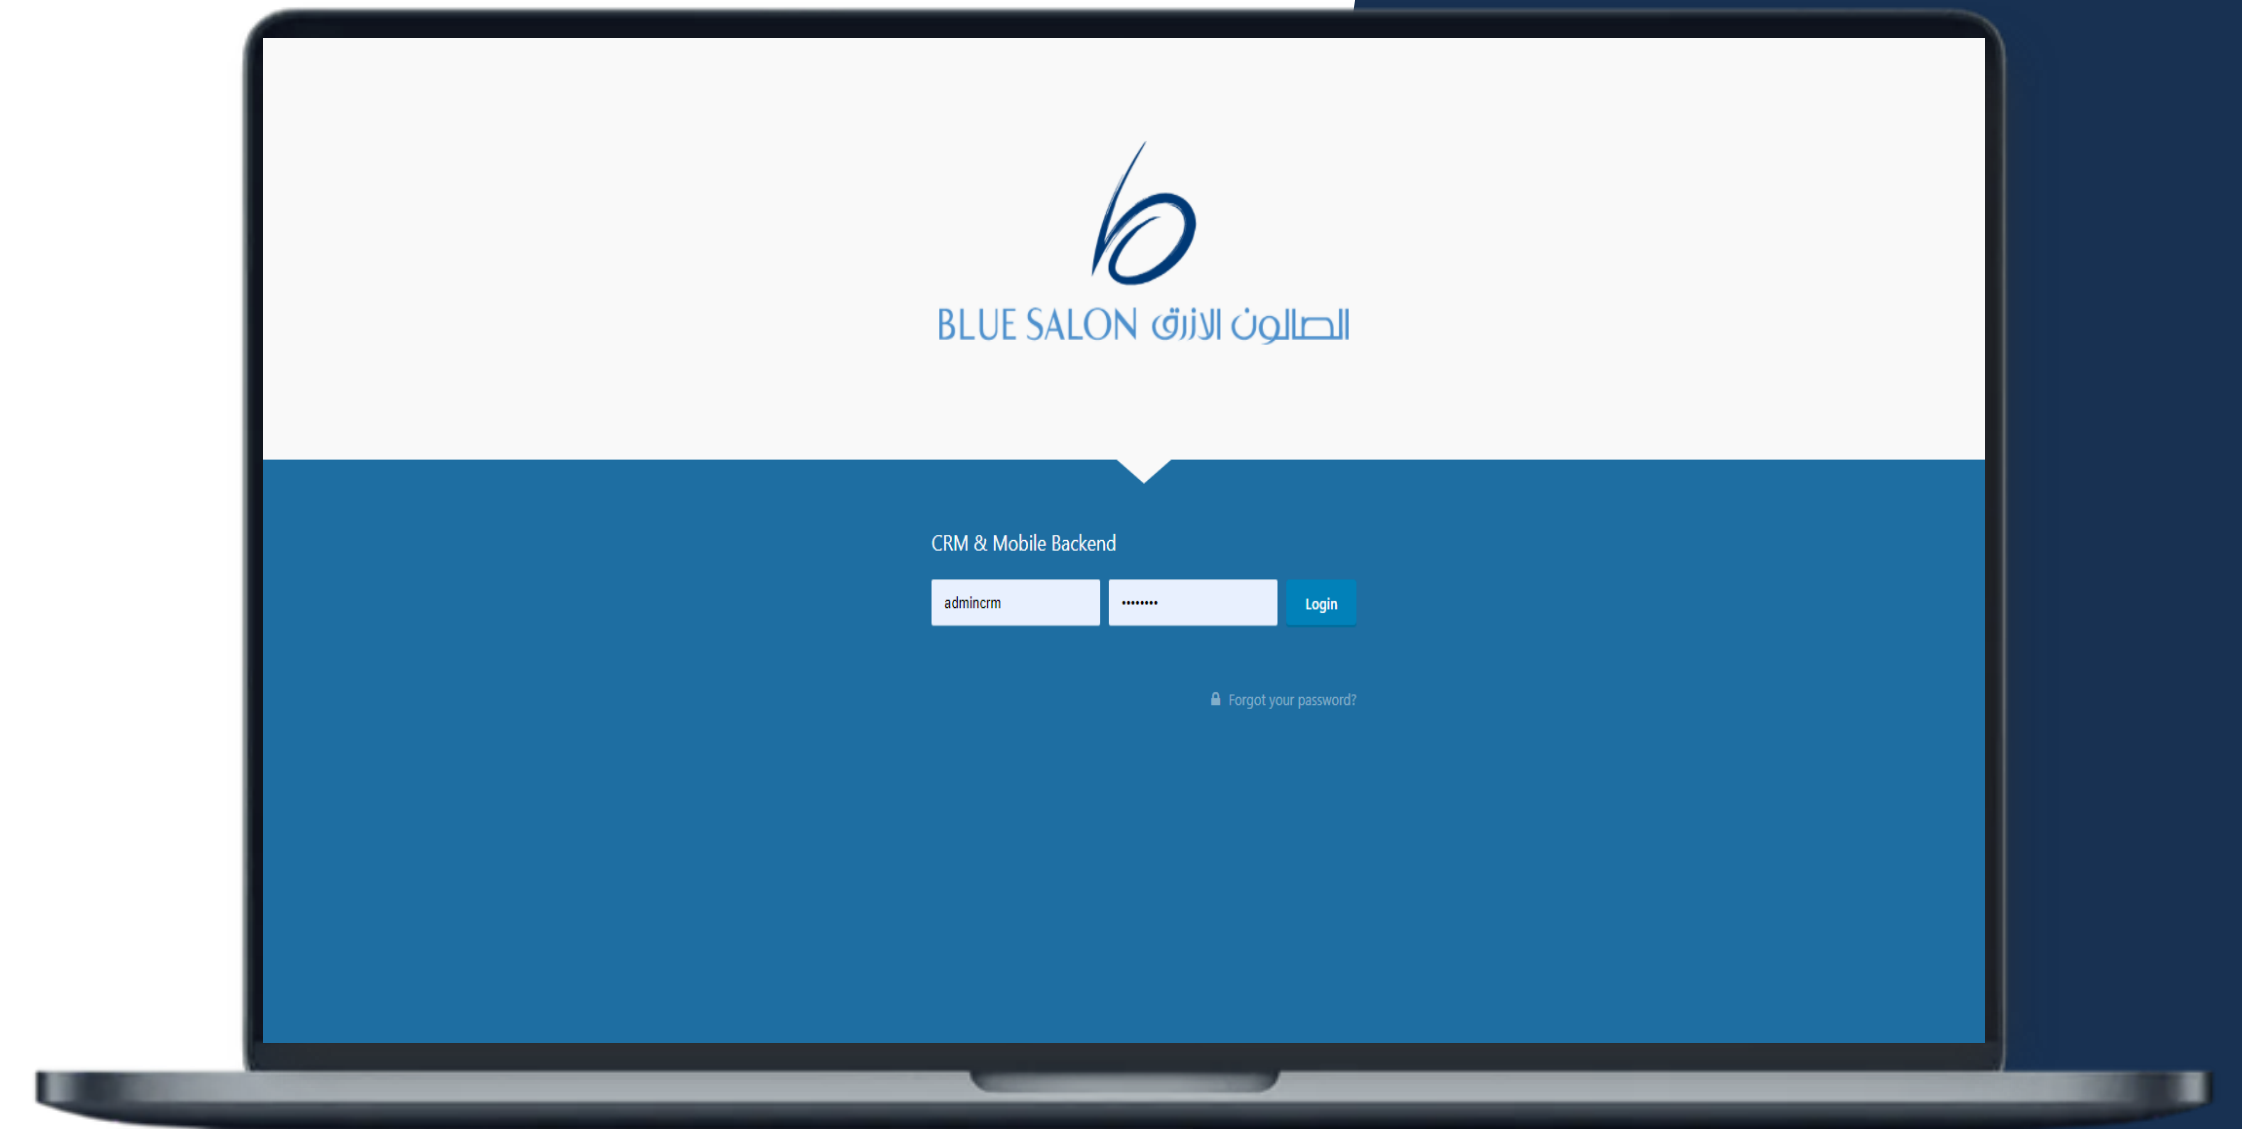 BLUE SALON الصالون الازرق
CRM & Mobile Backend
admincrm •••••••• Login
Forgot your password?